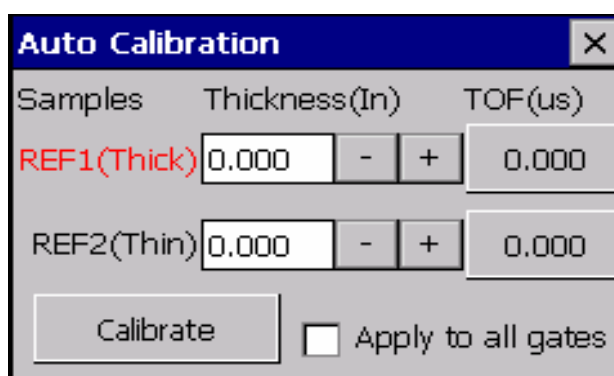 Auto Calibration ×
Samples Thickness(In) TOF(us)
REF1(Thick) 0.000 - + 0.000
REF2(Thin) 0.000 - + 0.000
Calibrate Apply to all gates